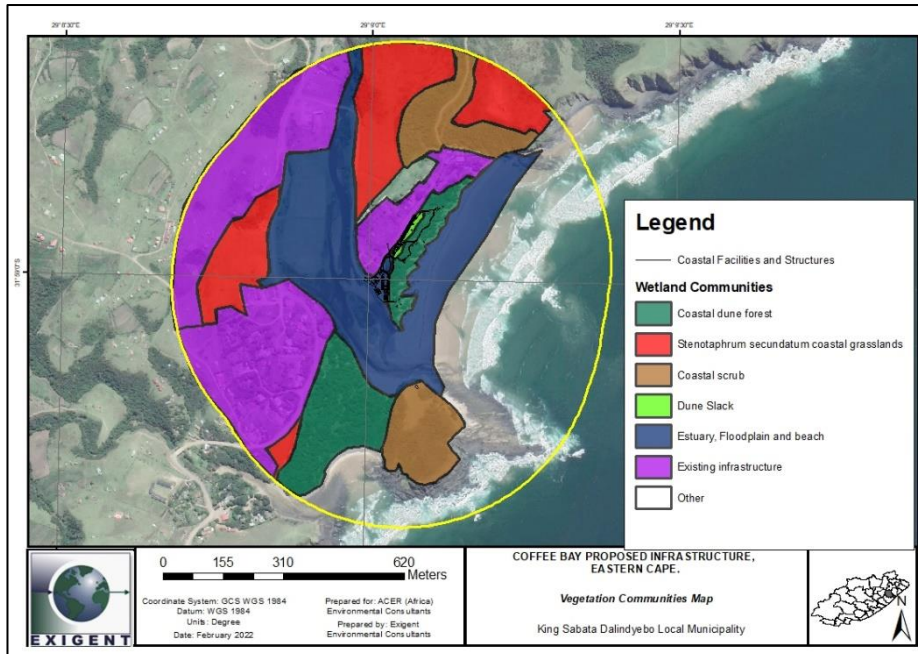 29° 8'30"E
29° 9'0"E
29° 9'30"E
31°59'0"S
Legend
Coastal Facilities and Structures
Wetland Communities
Coastal dune forest
Stenotaphrum secundatum coastal grasslands
Coastal scrub
Dune Slack
Estuary, Floodplain and beach
Existing infrastructure
Other
EXIGENT
0 155 310 620
Meters
Coordinate System: GCS WGS 1984
Datum: WGS 1984
Units: Degree
Date: February 2022
Prepared for: ACER (Africa)
Environmental Consultants
Prepared by: Exigent
Environmental Consultants
COFFEE BAY PROPOSED INFRASTRUCTURE,
EASTERN CAPE.
Vegetation Communities Map
King Sabata Dalindyebo Local Municipality
N